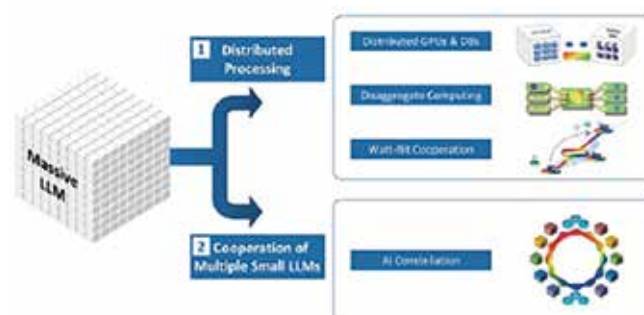 Massive
LLM
1 Distributed
Processing
Distributed GPUs & DBs
Disaggregate Computing
Watt-Bit Cooperation
2 Cooperation of
Multiple Small LLMs
AI Constellation